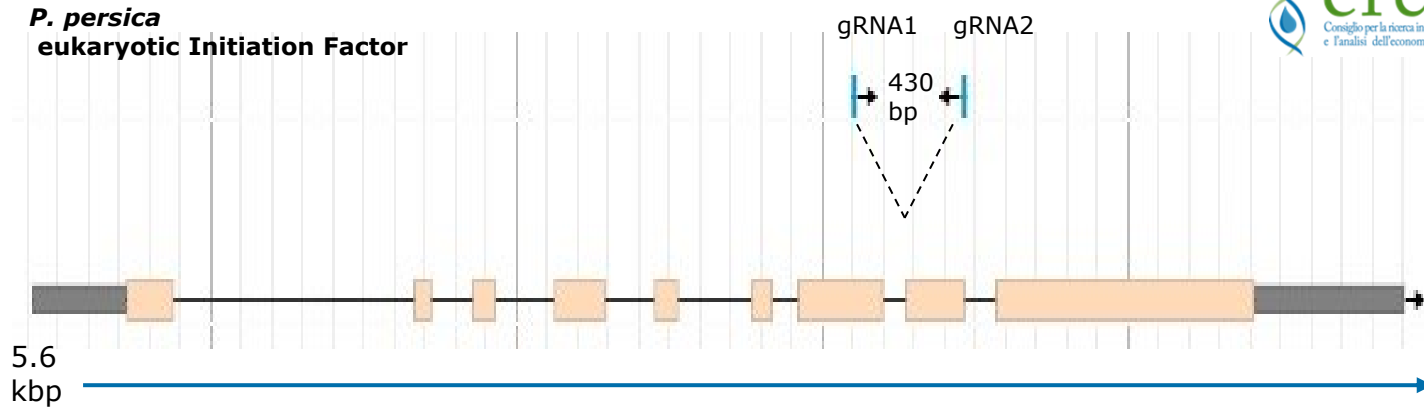 P. persica
eukaryotic Initiation Factor
gRNA1 gRNA2
430
bp
Consiglio per la ricerca in
e l'analisi dell'econom
5.6
kbp